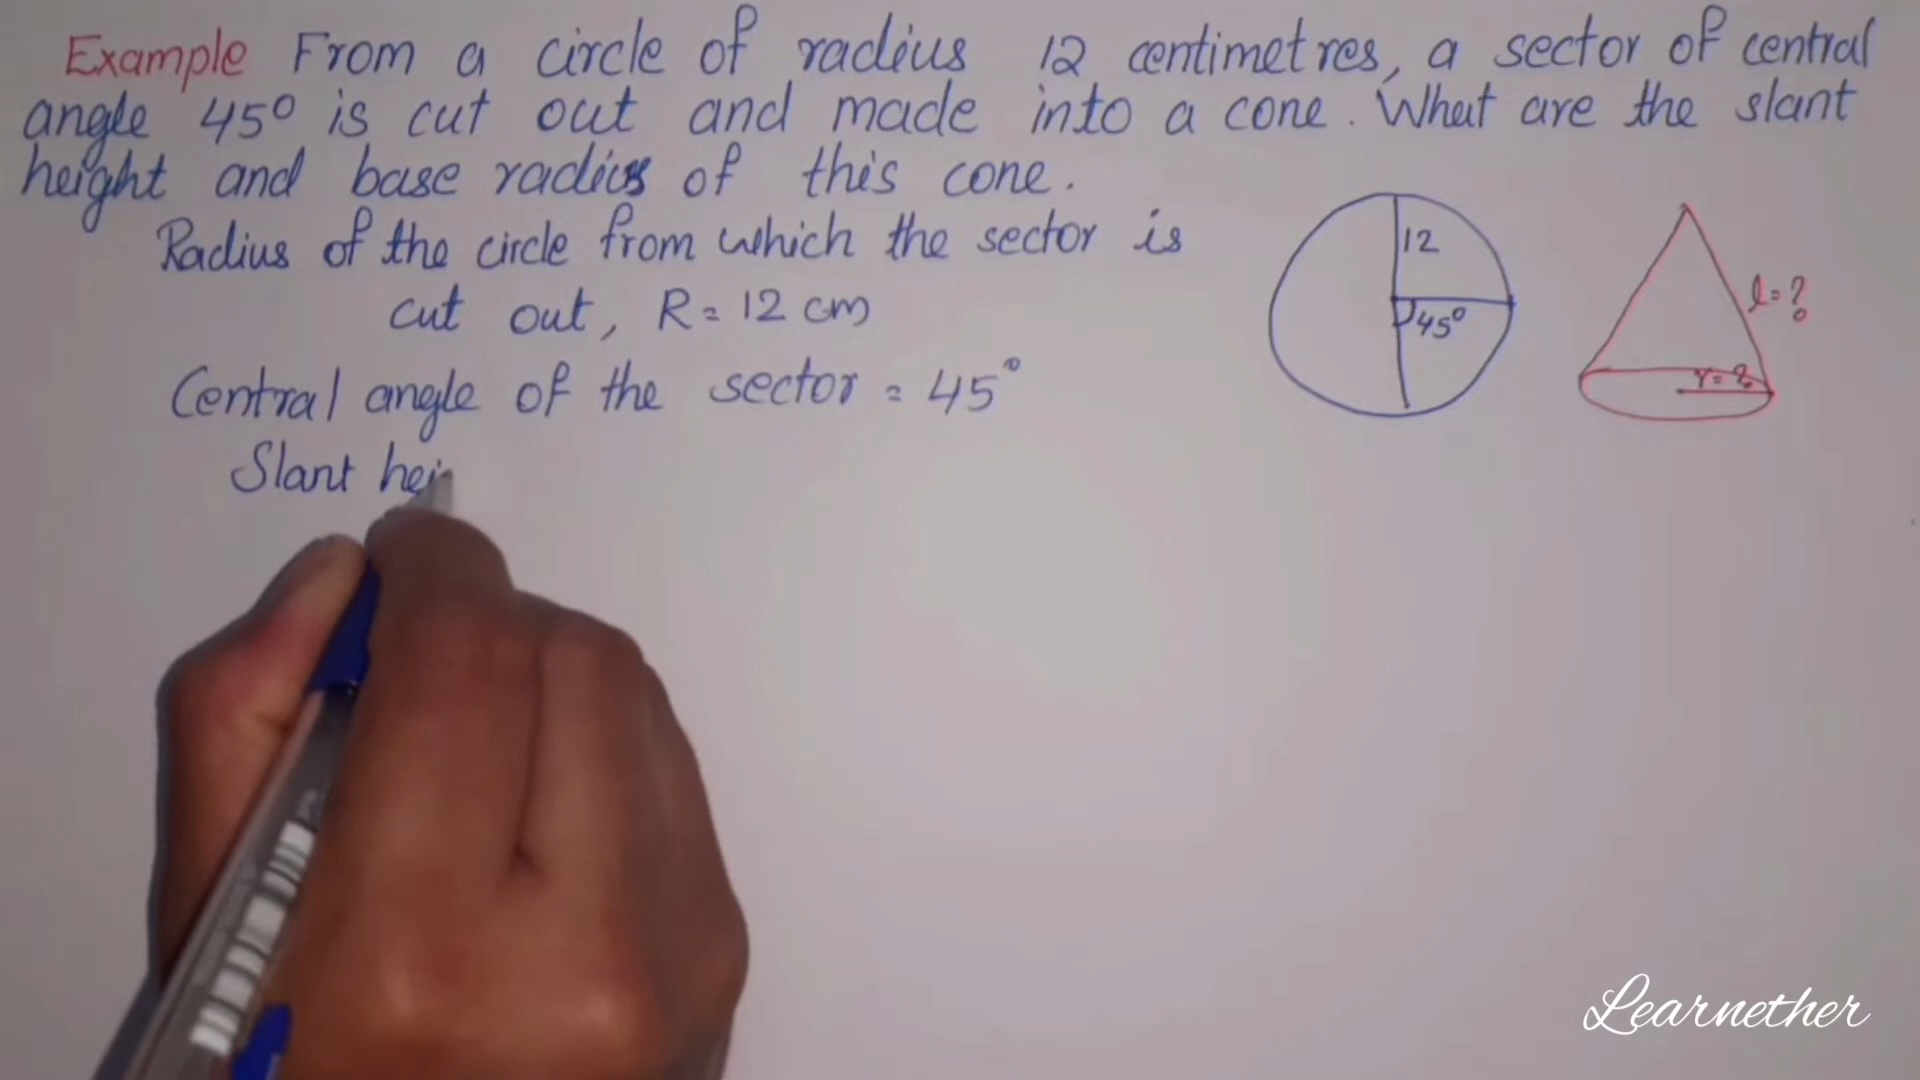 Example From a circle of radius 12 centimetres, a sector of central
angle 45° is cut out and made into a cone. What are the slant
height and base radius of this cone.
Radius of the circle from which the sector is
cut out, R = 12 cm
Central angle of the sector = 45°
Slant hei
12
45°
l = ?
r = ?
Learnether